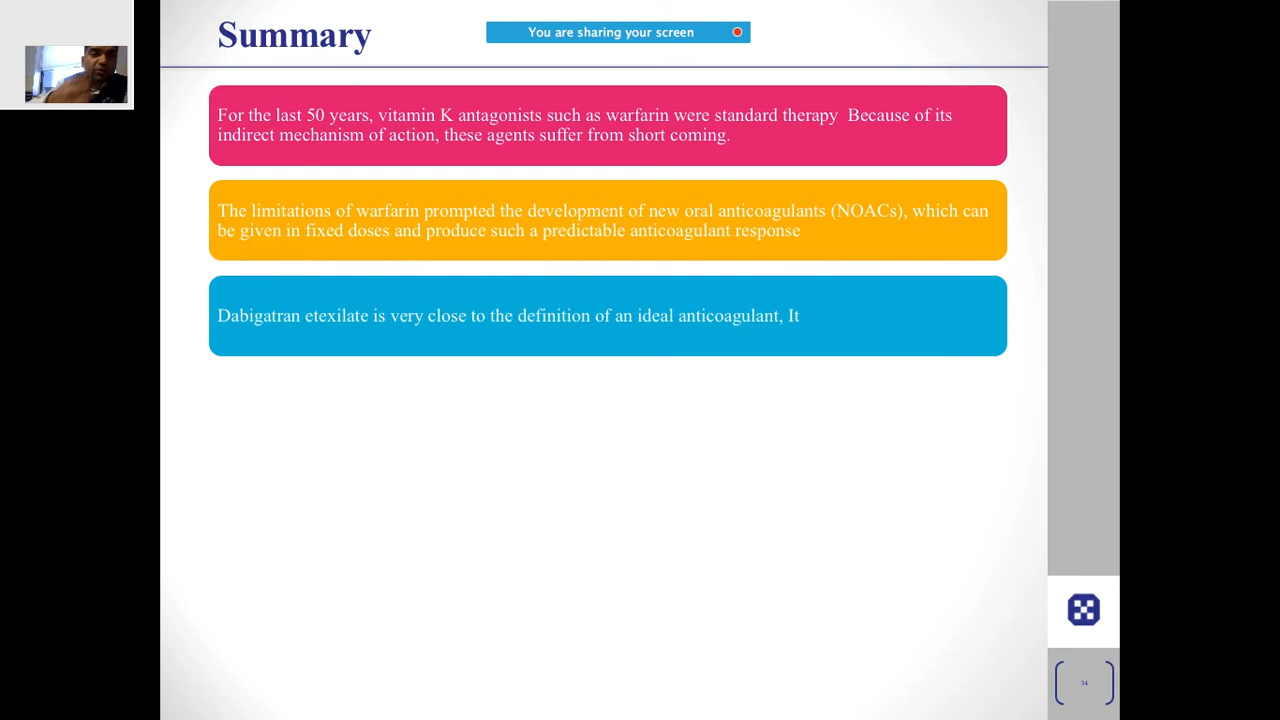 Summary
You are sharing your screen
For the last 50 years, vitamin K antagonists such as warfarin were standard therapy  Because of its
indirect mechanism of action, these agents suffer from short coming.
The limitations of warfarin prompted the development of new oral anticoagulants (NOACs), which can
be given in fixed doses and produce such a predictable anticoagulant response
Dabigatran etexilate is very close to the definition of an ideal anticoagulant, It
34